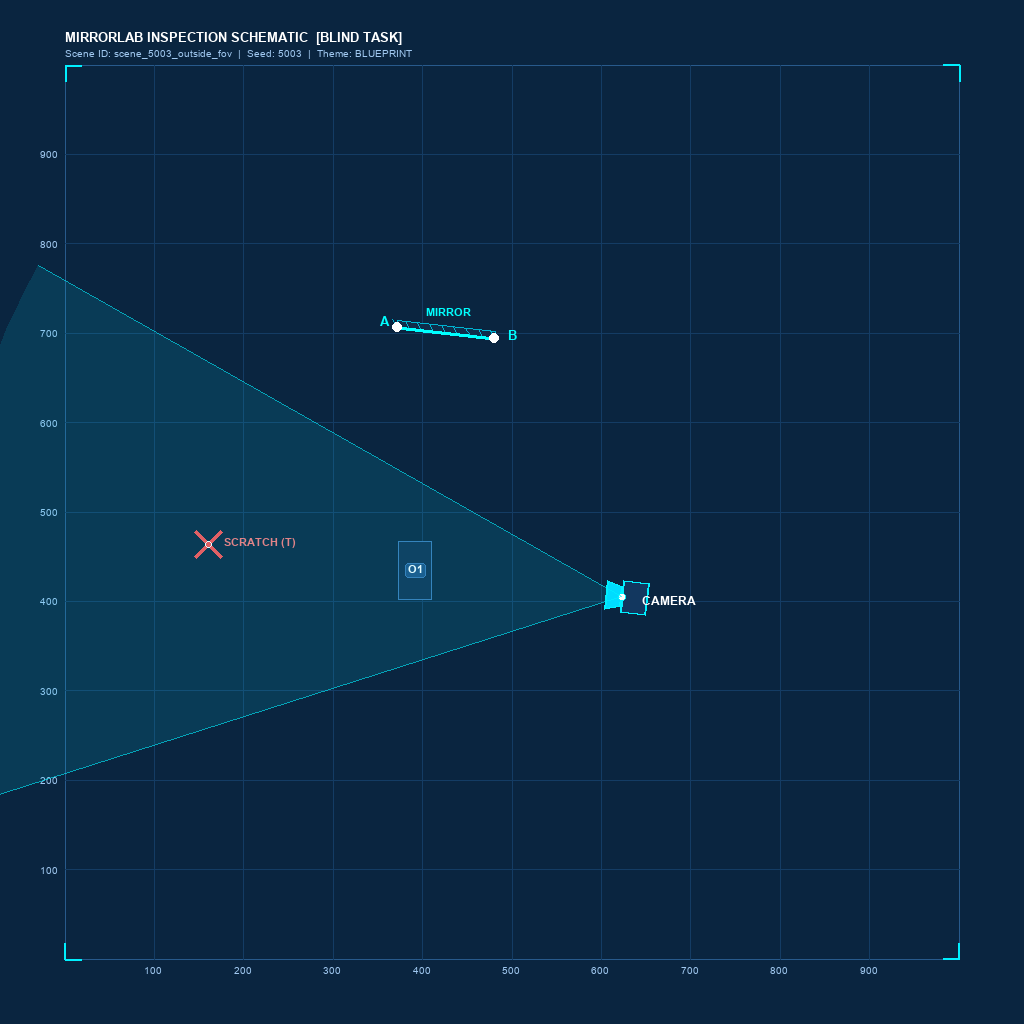 MIRRORLAB INSPECTION SCHEMATIC  [BLIND TASK]
Scene ID: scene_5003_outside_fov  |  Seed: 5003  |  Theme: BLUEPRINT
900
800
MIRROR
A
B
700
600
500
SCRATCH (T)
O1
400
CAMERA
300
200
100
100 200 300 400 500 600 700 800 900